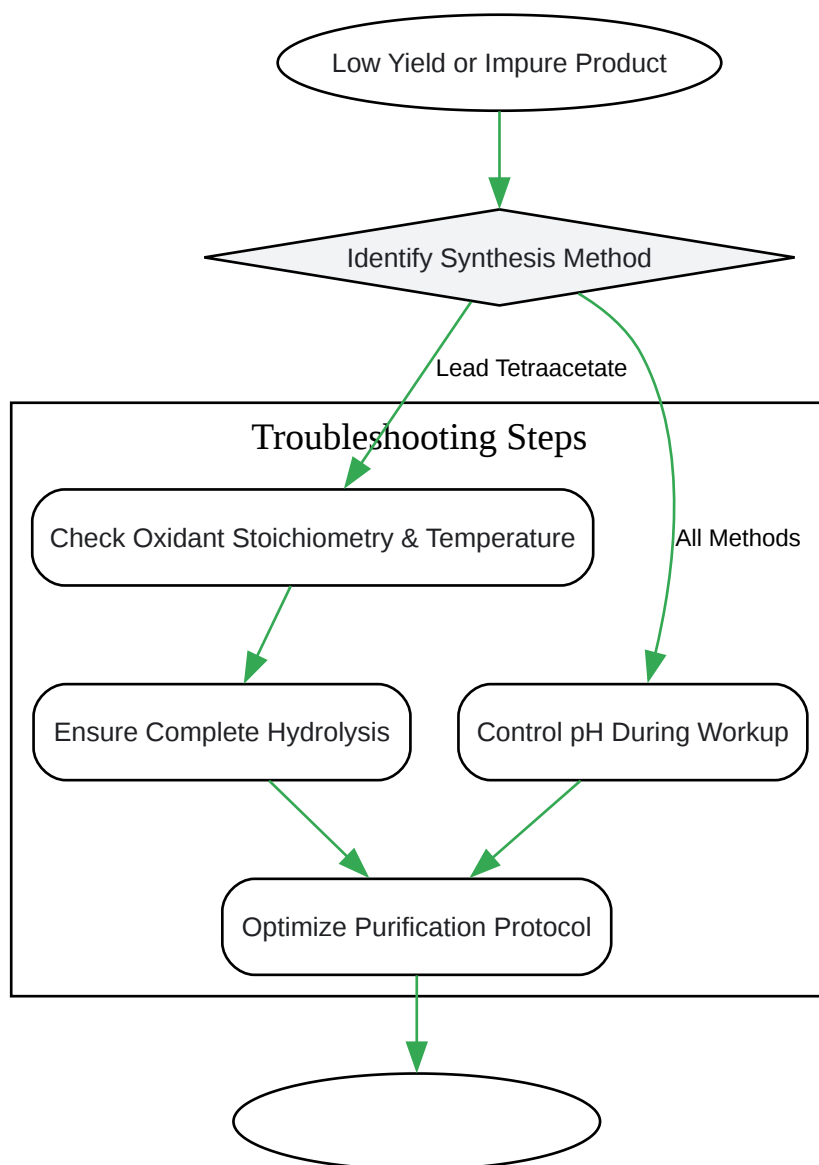 Low Yield or Impure Product
Identify Synthesis Method
Lead Tetraacetate
Troubleshooting Steps
Check Oxidant Stoichiometry & Temperature
All Methods
Ensure Complete Hydrolysis
Control pH During Workup
Optimize Purification Protocol